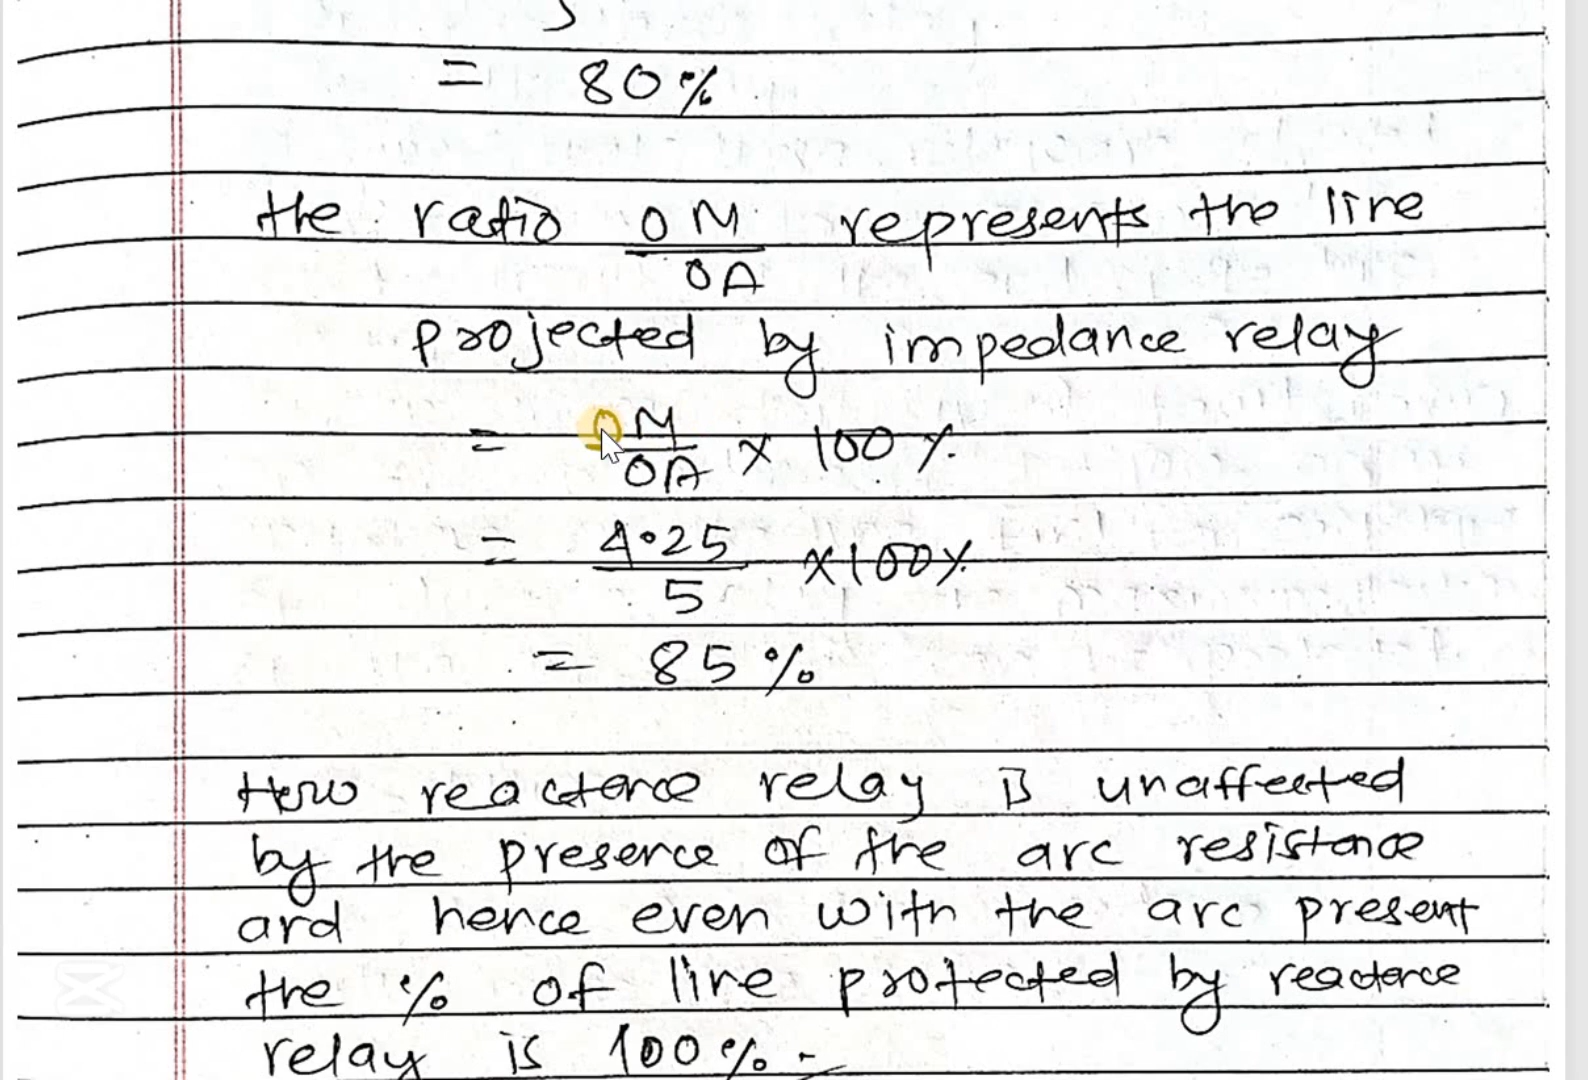 = 80%
the ratio OM/OA represents the line
projected by impedance relay
= OM/OA × 100 %
= 4.25/5 ×100%
= 85%
reactance relay is unaffected
by the presence of the arc resistance
and hence even with the arc present
the % of line protected by reactance
relay is 100%